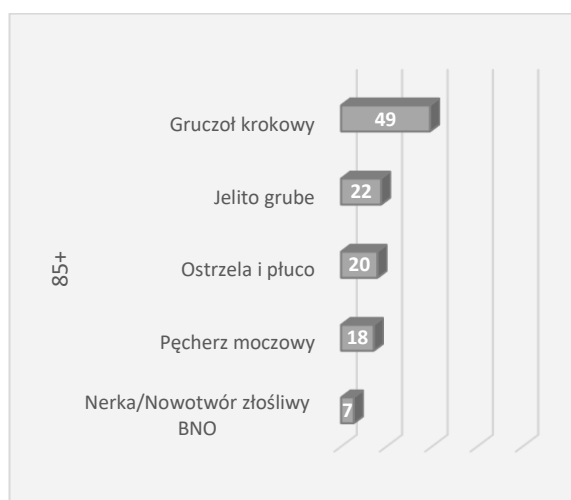 85+
Gruczoł krokowy
49
Jelito grube
22
Ostrzela i płuco
20
Pęcherz moczowy
18
Nerka/Nowotwór złośliwy
BNO
7